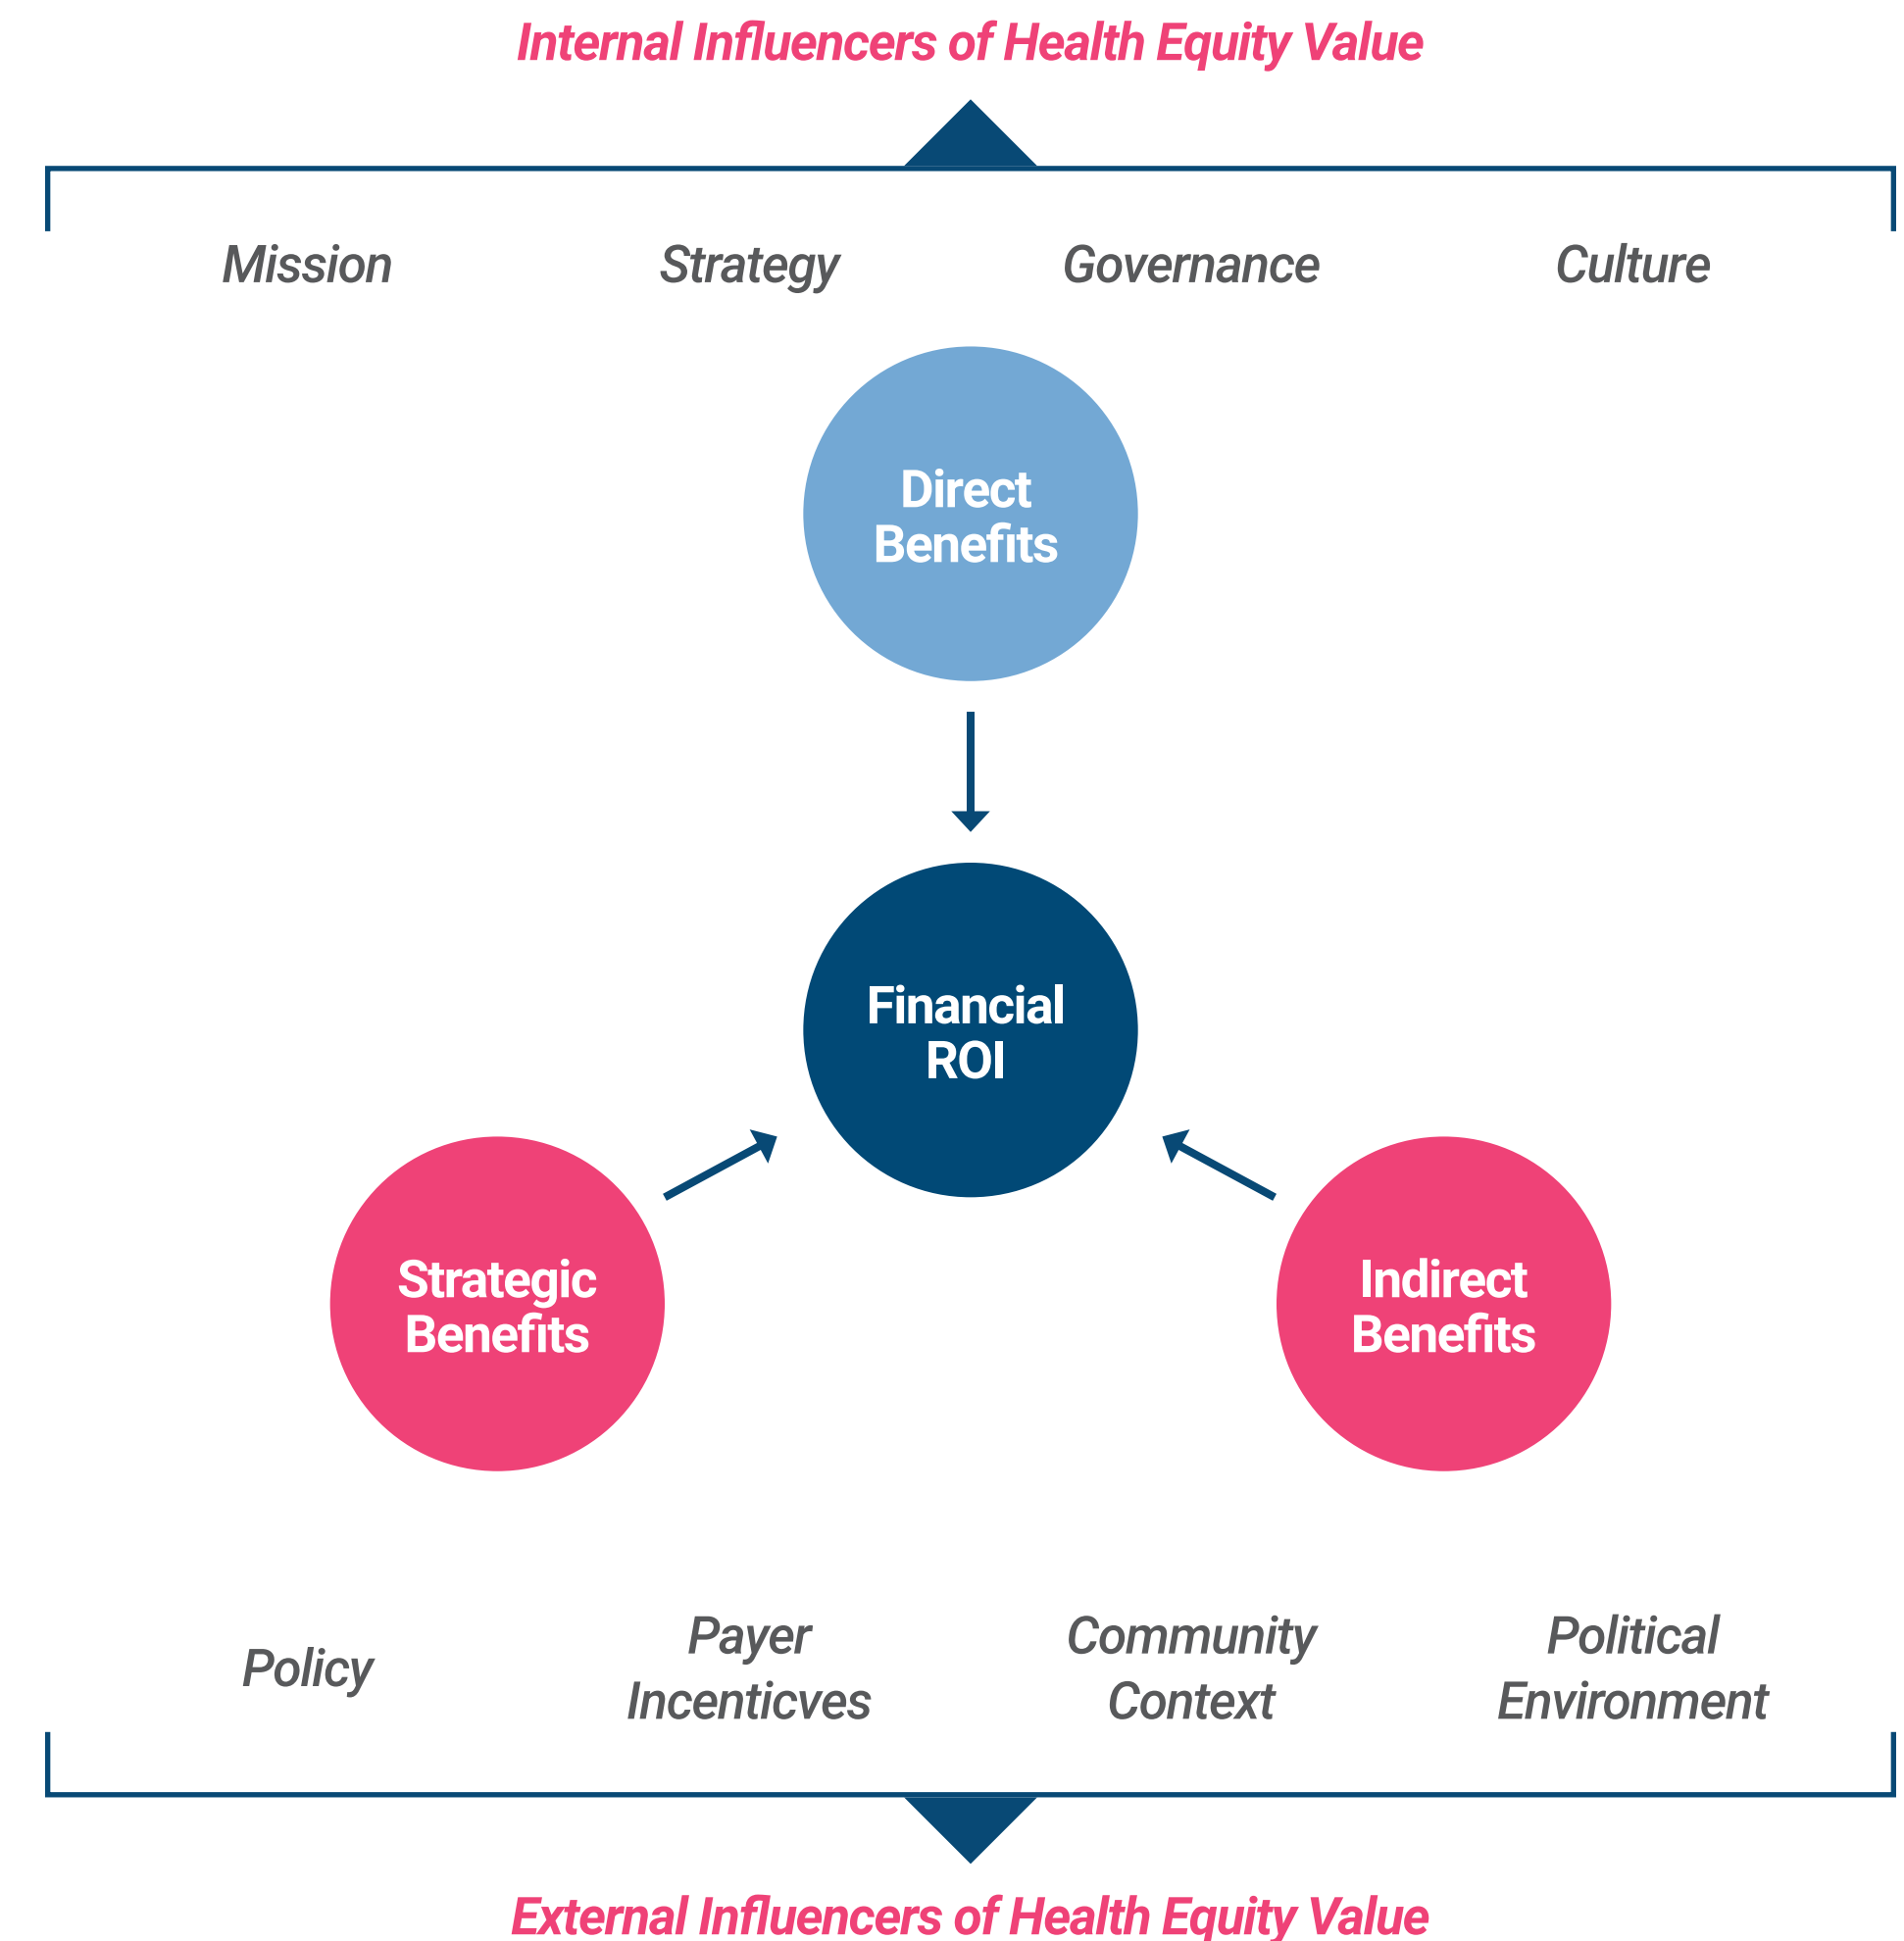 Internal Influencers of Health Equity Value
Mission
Strategy
Governance
Culture
Direct
Benefits
Financial
ROI
Strategic
Benefits
Indirect
Benefits
Policy
Payer
Incenticves
Community
Context
Political
Environment
External Influencers of Health Equity Value